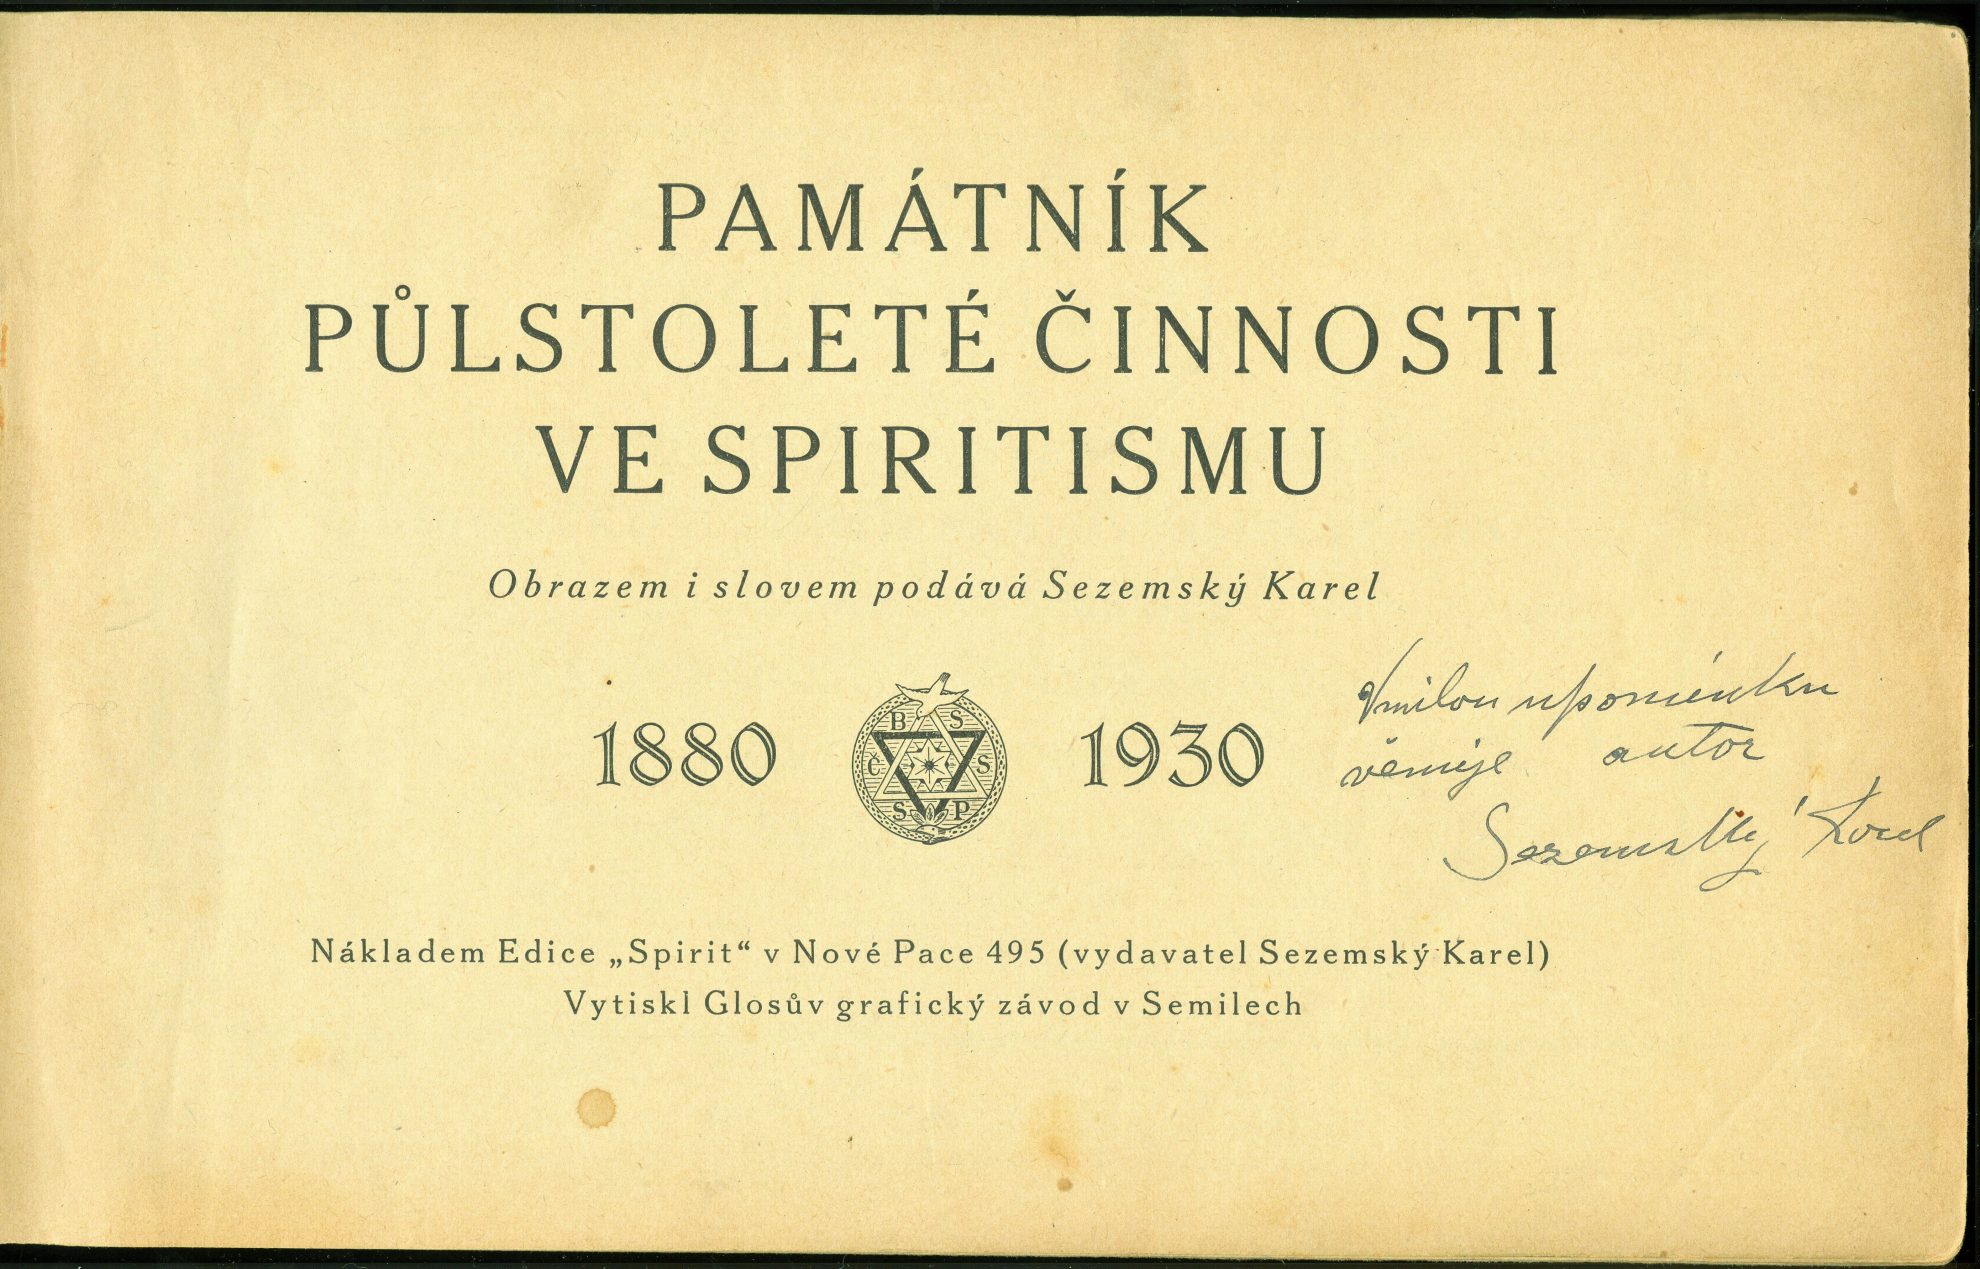 PAMÁTNÍK
PŮLSTOLETÉ ČINNOSTI
VE SPIRITISMU
Obrazem i slovem podává Sezemský Karel
1880
B S
Č S
S P
1930
V milou upomínku
věnuje autor
Sezemský Karel
Nákladem Edice „Spirit“ v Nové Pace 495 (vydavatel Sezemský Karel)
Vytiskl Glosův grafický závod v Semilech